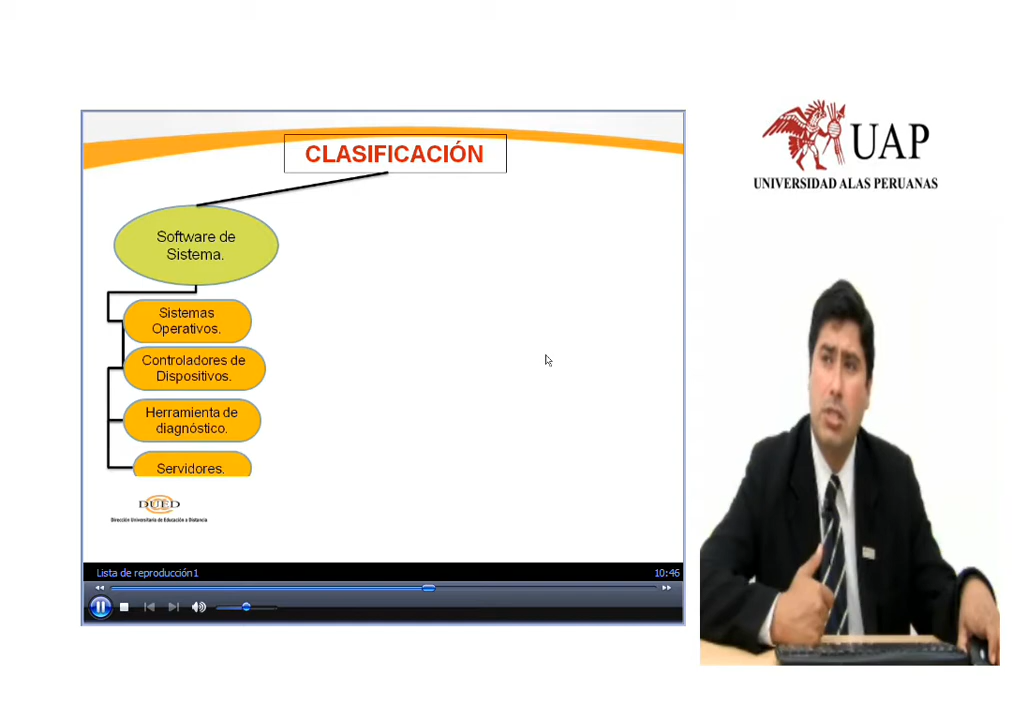 CLASIFICACIÓN
Software de
Sistema.
Sistemas
Operativos.
Controladores de
Dispositivos.
Herramienta de
diagnóstico.
Servidores.
DUED
Dirección Universitaria de Educación a Distancia
Lista de reproducción1
10:46
UAP
UNIVERSIDAD ALAS PERUANAS